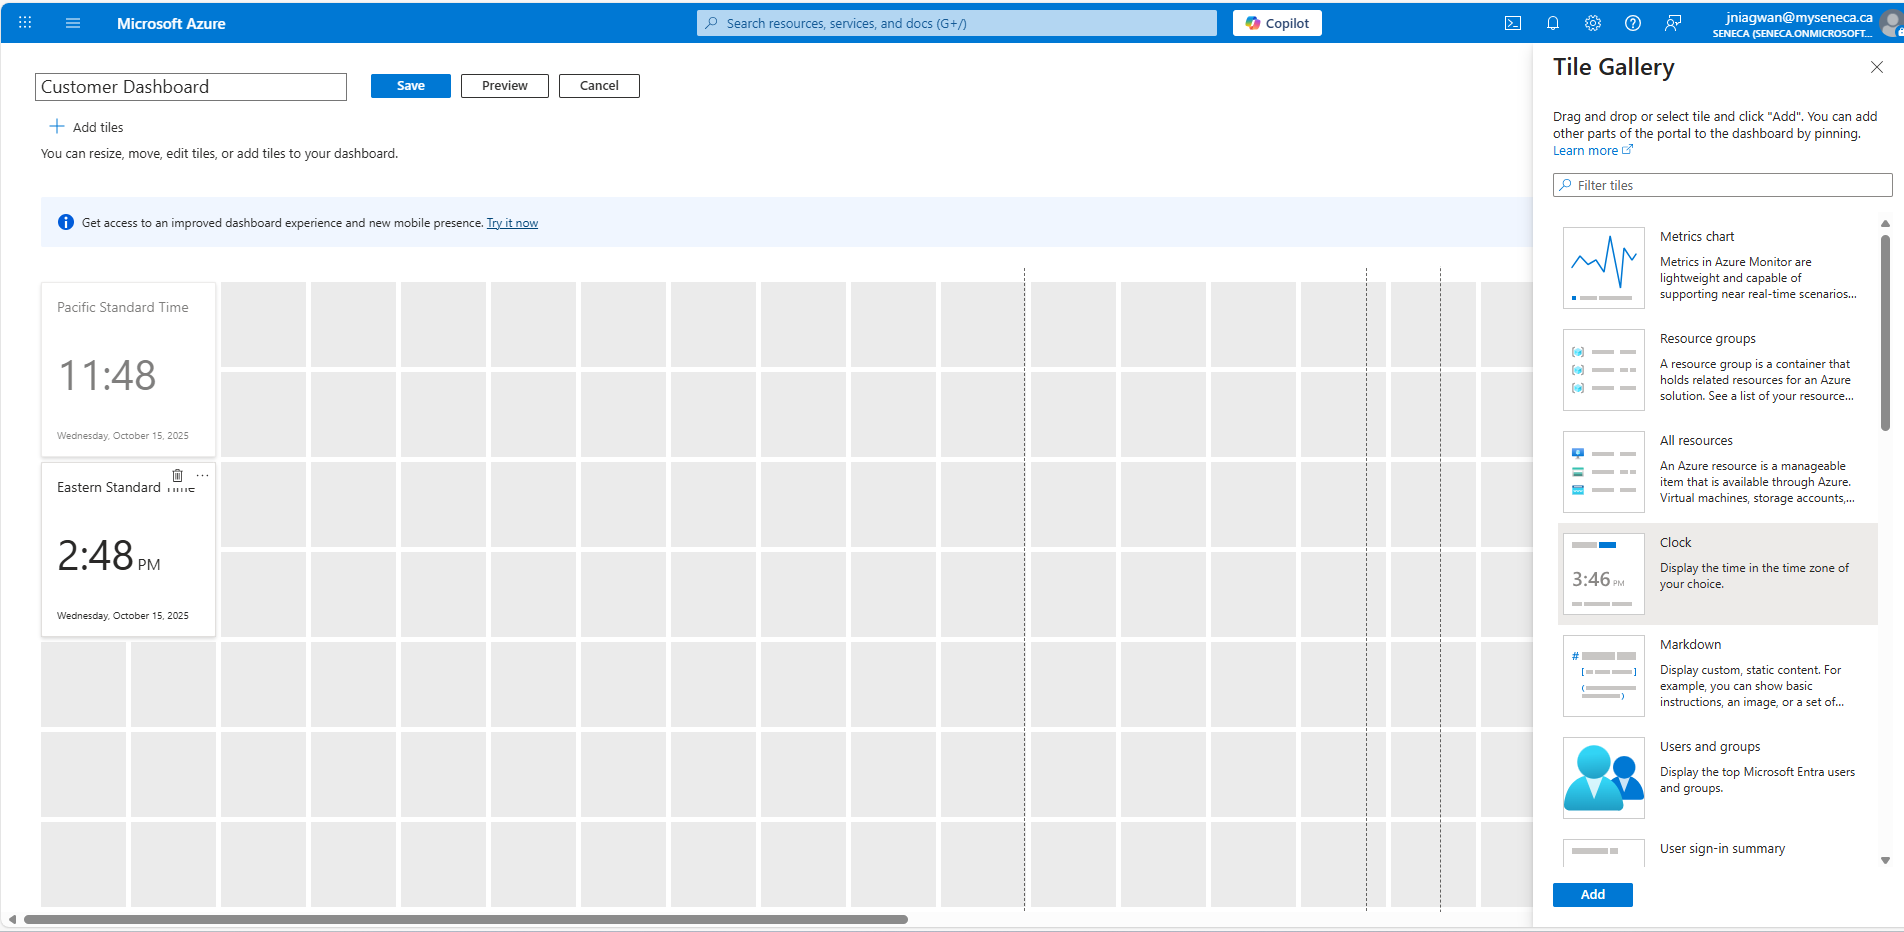 Microsoft Azure
Search resources, services, and docs (G+/)
Copilot
jniagwan@myseneca.ca
SENECA (SENECA.ONMICROSOFT...
Customer Dashboard
Save
Preview
Cancel
Add tiles
You can resize, move, edit tiles, or add tiles to your dashboard.
Get access to an improved dashboard experience and new mobile presence. Try it now
Pacific Standard Time
11:48
Wednesday, October 15, 2025
Eastern Standard Time
2:48 PM
Wednesday, October 15, 2025
Tile Gallery
Drag and drop or select tile and click "Add". You can add
other parts of the portal to the dashboard by pinning.
Learn more
Filter tiles
Metrics chart
Metrics in Azure Monitor are
lightweight and capable of
supporting near real-time scenarios...
Resource groups
A resource group is a container that
holds related resources for an Azure
solution. See a list of your resource...
All resources
An Azure resource is a manageable
item that is available through Azure.
Virtual machines, storage accounts,...
3:46 PM
Clock
Display the time in the time zone of
your choice.
Markdown
Display custom, static content. For
example, you can show basic
instructions, an image, or a set of...
Users and groups
Display the top Microsoft Entra users
and groups.
User sign-in summary
Add